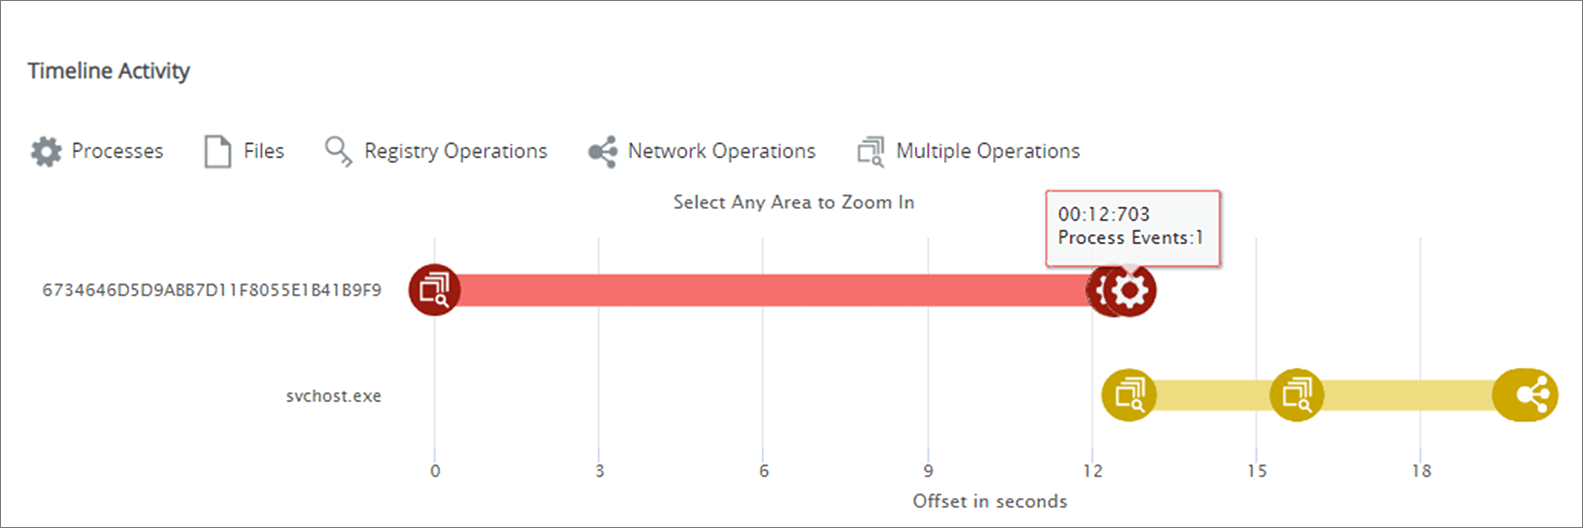 Timeline Activity
Processes Files Registry Operations Network Operations Multiple Operations
Select Any Area to Zoom In
00:12:703
Process Events:1
6734646D5D9ABB7D11F8055E1B41B9F9
svchost.exe
0 3 6 9 12 15 18
Offset in seconds